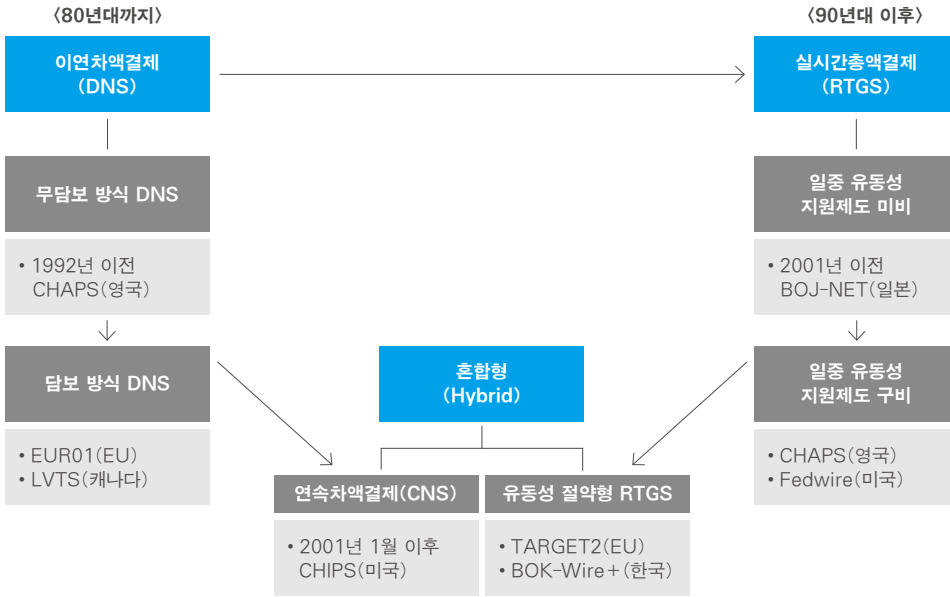 〈80년대까지〉
〈90년대 이후〉
이연차액결제
(DNS)
실시간총액결제
(RTGS)
무담보 방식 DNS
일중 유동성
지원제도 미비
• 1992년 이전
CHAPS(영국)
• 2001년 이전
BOJ-NET(일본)
담보 방식 DNS
혼합형
(Hybrid)
일중 유동성
지원제도 구비
• EUR01(EU)
• LVTS(캐나다)
• CHAPS(영국)
• Fedwire(미국)
연속차액결제(CNS)
유동성 절약형 RTGS
• 2001년 1월 이후
CHIPS(미국)
• TARGET2(EU)
• BOK-Wire+(한국)